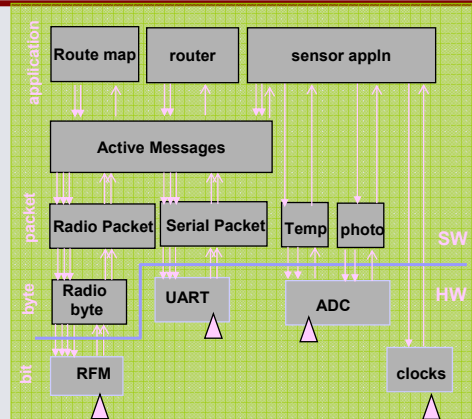 application
Route map
router
sensor appln
Active Messages
packet
Radio Packet
Serial Packet
Temp
photo
SW
byte
Radio
byte
UART
ADC
HW
bit
RFM
clocks